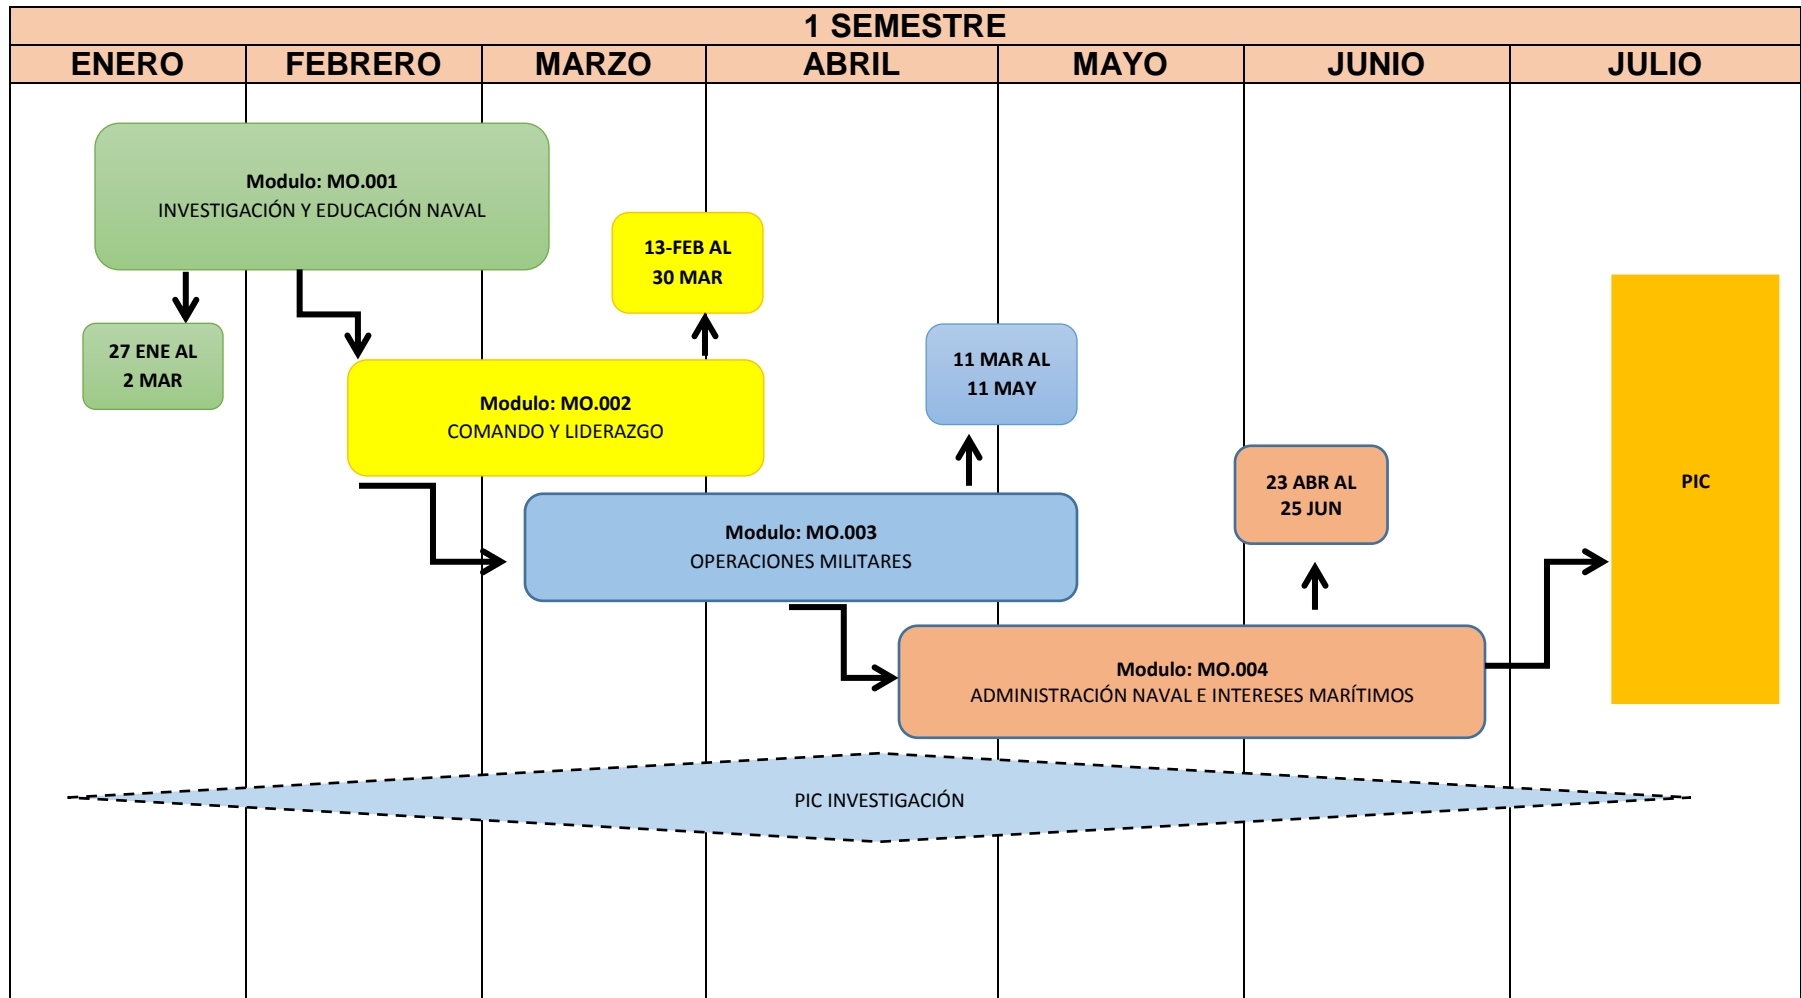 1 SEMESTRE
ENERO
FEBRERO
MARZO
ABRIL
MAYO
JUNIO
JULIO
Modulo: MO.001
INVESTIGACIÓN Y EDUCACIÓN NAVAL
27 ENE AL
2 MAR
13-FEB AL
30 MAR
Modulo: MO.002
COMANDO Y LIDERAZGO
11 MAR AL
11 MAY
Modulo: MO.003
OPERACIONES MILITARES
23 ABR AL
25 JUN
Modulo: MO.004
ADMINISTRACIÓN NAVAL E INTERESES MARÍTIMOS
PIC
PIC INVESTIGACIÓN